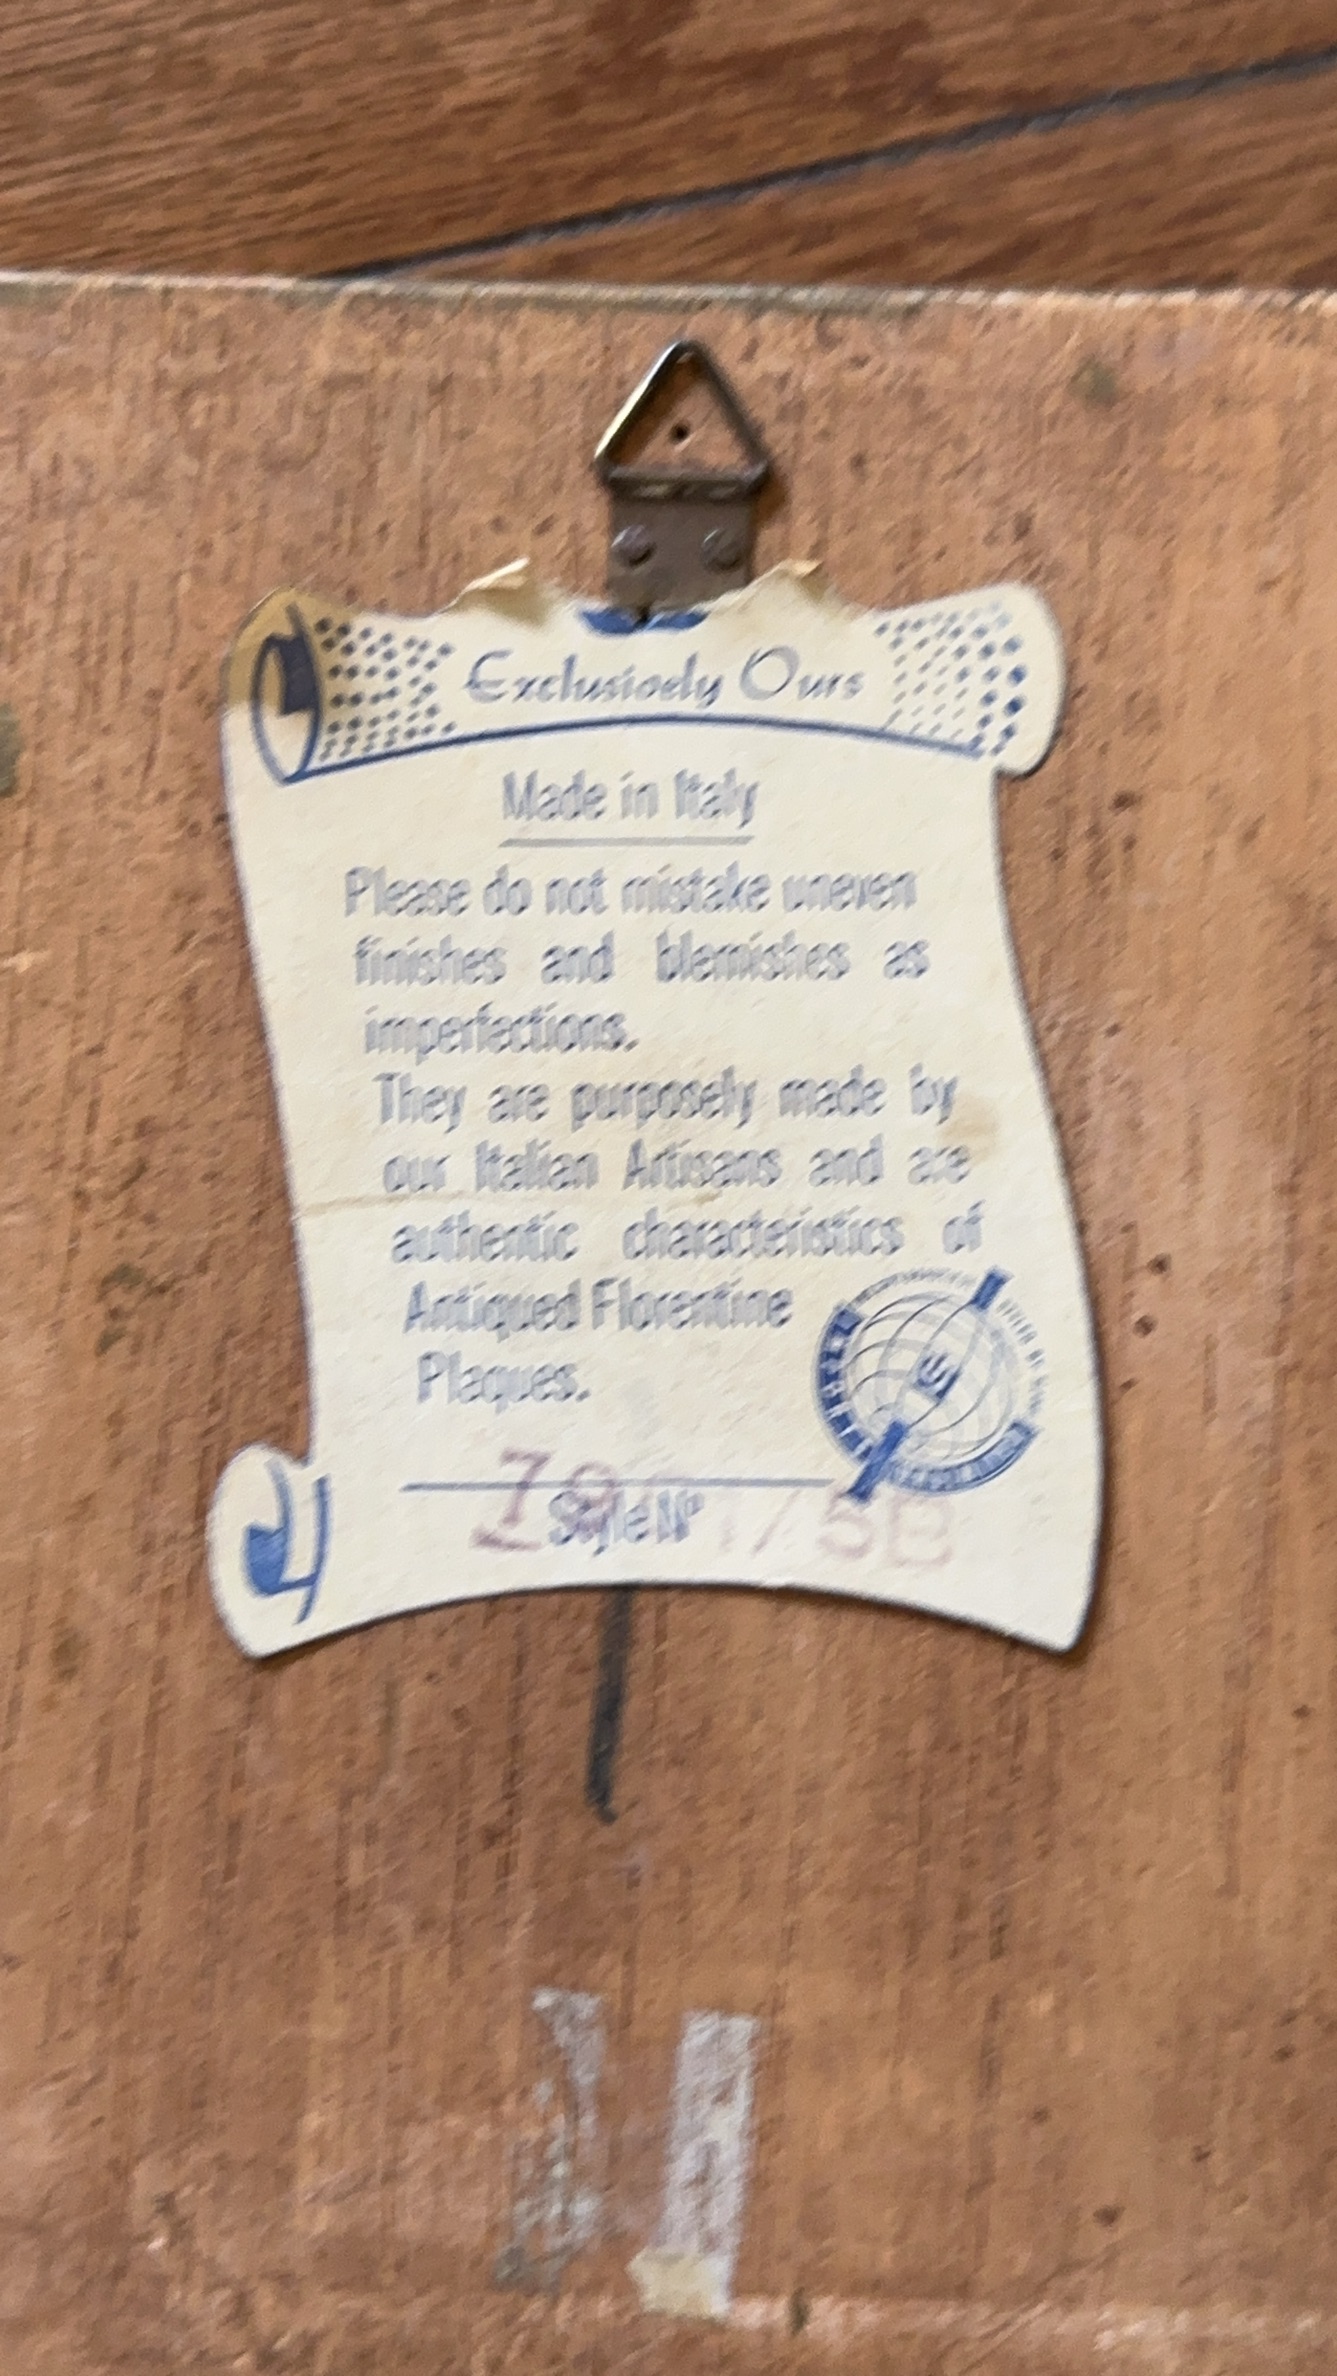 Exclusively Ours
Made in Italy
Please do not mistake uneven
finishes and blemishes as
imperfections.
They are purposely made by
our Italian Artisans and are
authentic characteristics of
Antiqued Florentine
Plaques.
Style Nº